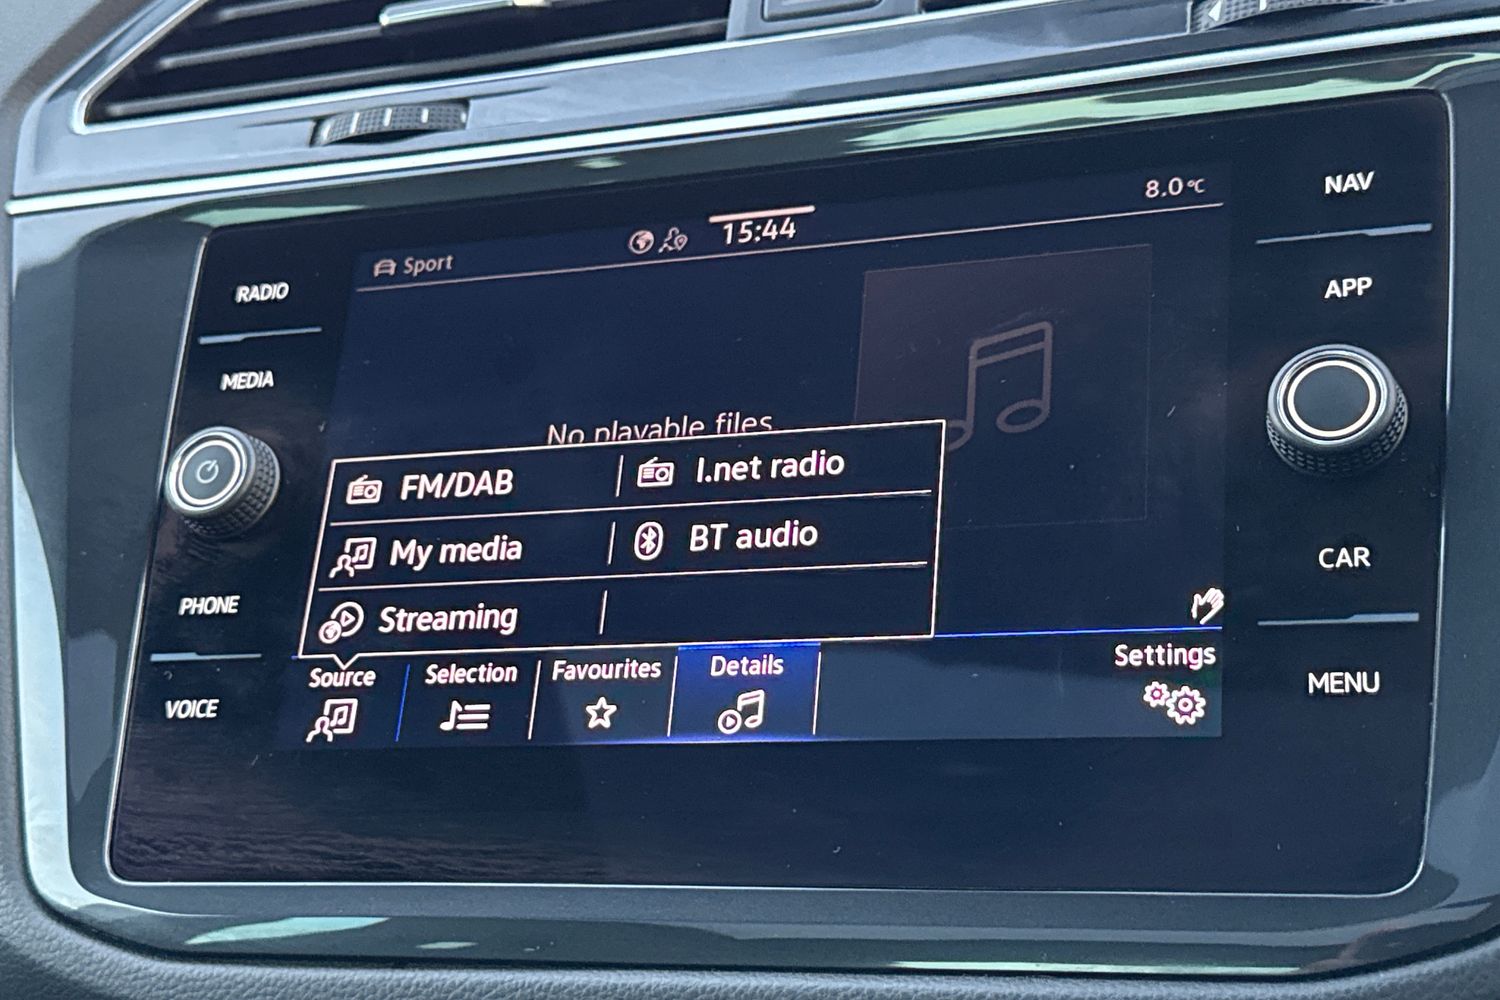 8.0°C
15:44
Sport
NAV
APP
RADIO
MEDIA
No playable files.
FM/DAB
I.net radio
My media
BT audio
Streaming
PHONE
VOICE
CAR
MENU
Source
Selection
Favourites
Details
Settings